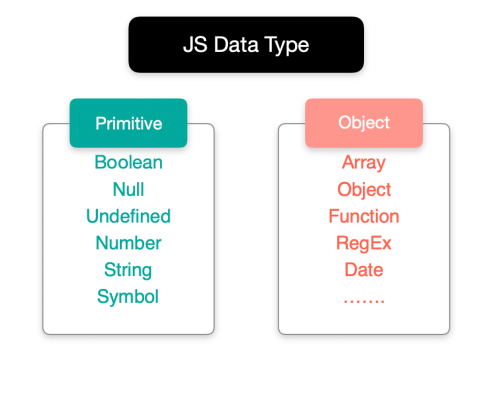 JS Data Type
Primitive
Boolean
Null
Undefined
Number
String
Symbol
Object
Array
Object
Function
RegEx
Date
.......